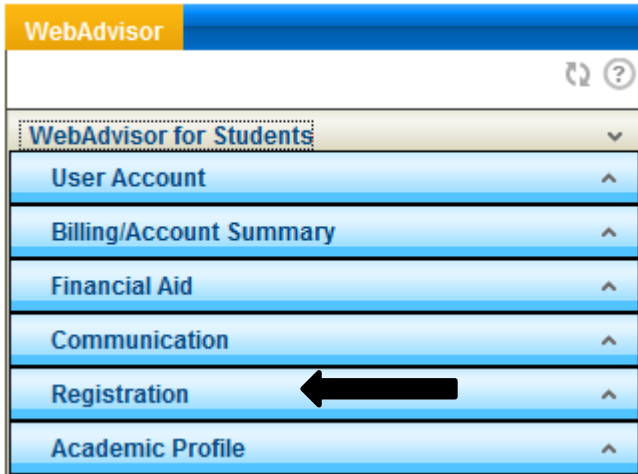 WebAdvisor
?
WebAdvisor for Students
User Account
Billing/Account Summary
Financial Aid
Communication
Registration
Academic Profile